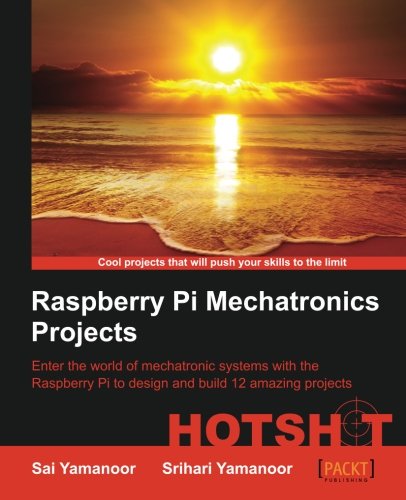 Cool projects that will push your skills to the limit
Raspberry Pi Mechatronics
Projects
Enter the world of mechatronic systems with the
Raspberry Pi to design and build 12 amazing projects
HOTSHOT
Sai Yamanoor Srihari Yamanoor
[PACKT]
PUBLISHING